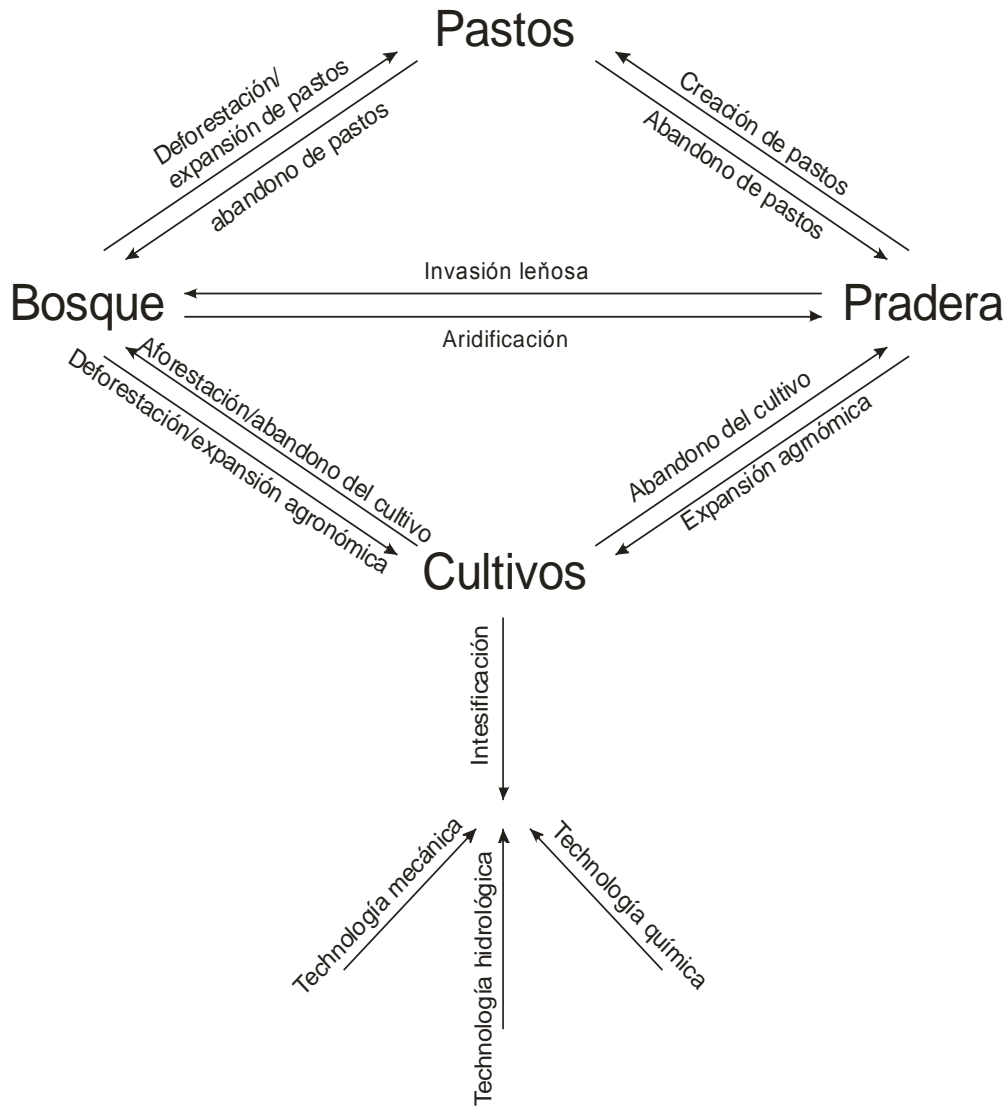 Pastos
Deforestación/
expansión de pastos
abandono de pastos
Creación de pastos
Abandono de pastos
Invasión leňosa
Bosque
Pradera
Aridificación
Aforestación/abandono del cultivo
Deforestación/expansión agronómica
Abandono del cultivo
Expansión agrnómica
Cultivos
Intesificación
Technología mecánica
Technología hidrológica
Technología química